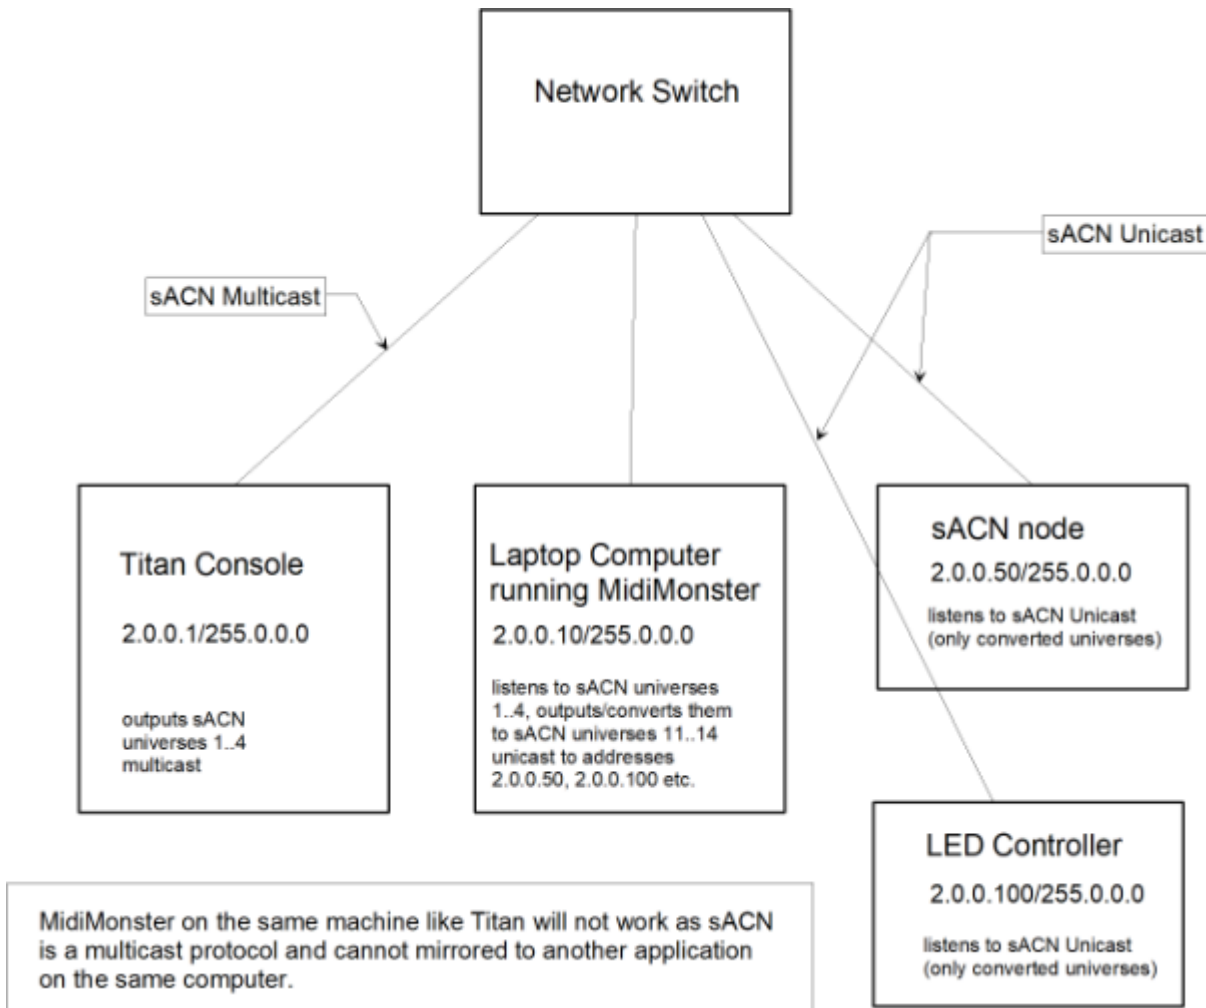 Network Switch
sACN Unicast
sACN Multicast
Titan Console
2.0.0.1/255.0.0.0
outputs sACN
universes 1..4
multicast
Laptop Computer
running MidiMonster
2.0.0.10/255.0.0.0
listens to sACN universes
1..4, outputs/converts them
to sACN universes 11..14
unicast to addresses
2.0.0.50, 2.0.0.100 etc.
sACN node
2.0.0.50/255.0.0.0
listens to sACN Unicast
(only converted universes)
LED Controller
2.0.0.100/255.0.0.0
listens to sACN Unicast
(only converted universes)
MidiMonster on the same machine like Titan will not work as sACN
is a multicast protocol and cannot mirrored to another application
on the same computer.